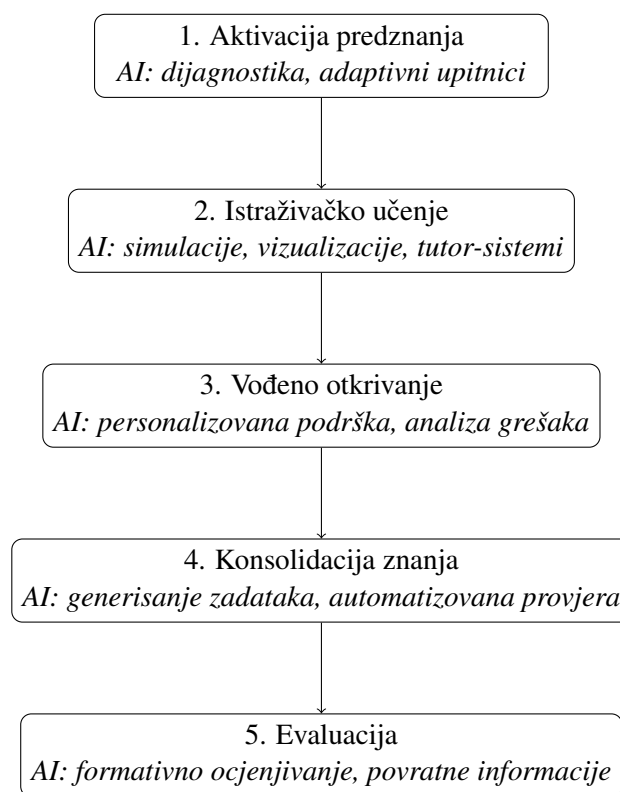 1. Aktivacija predznanja
AI: dijagnostika, adaptivni upitnici
2. Istraživačko učenje
AI: simulacije, vizualizacije, tutor-sistemi
3. Vođeno otkrivanje
AI: personalizovana podrška, analiza grešaka
4. Konsolidacija znanja
AI: generisanje zadataka, automatizovana provjera
5. Evaluacija
AI: formativno ocjenjivanje, povratne informacije